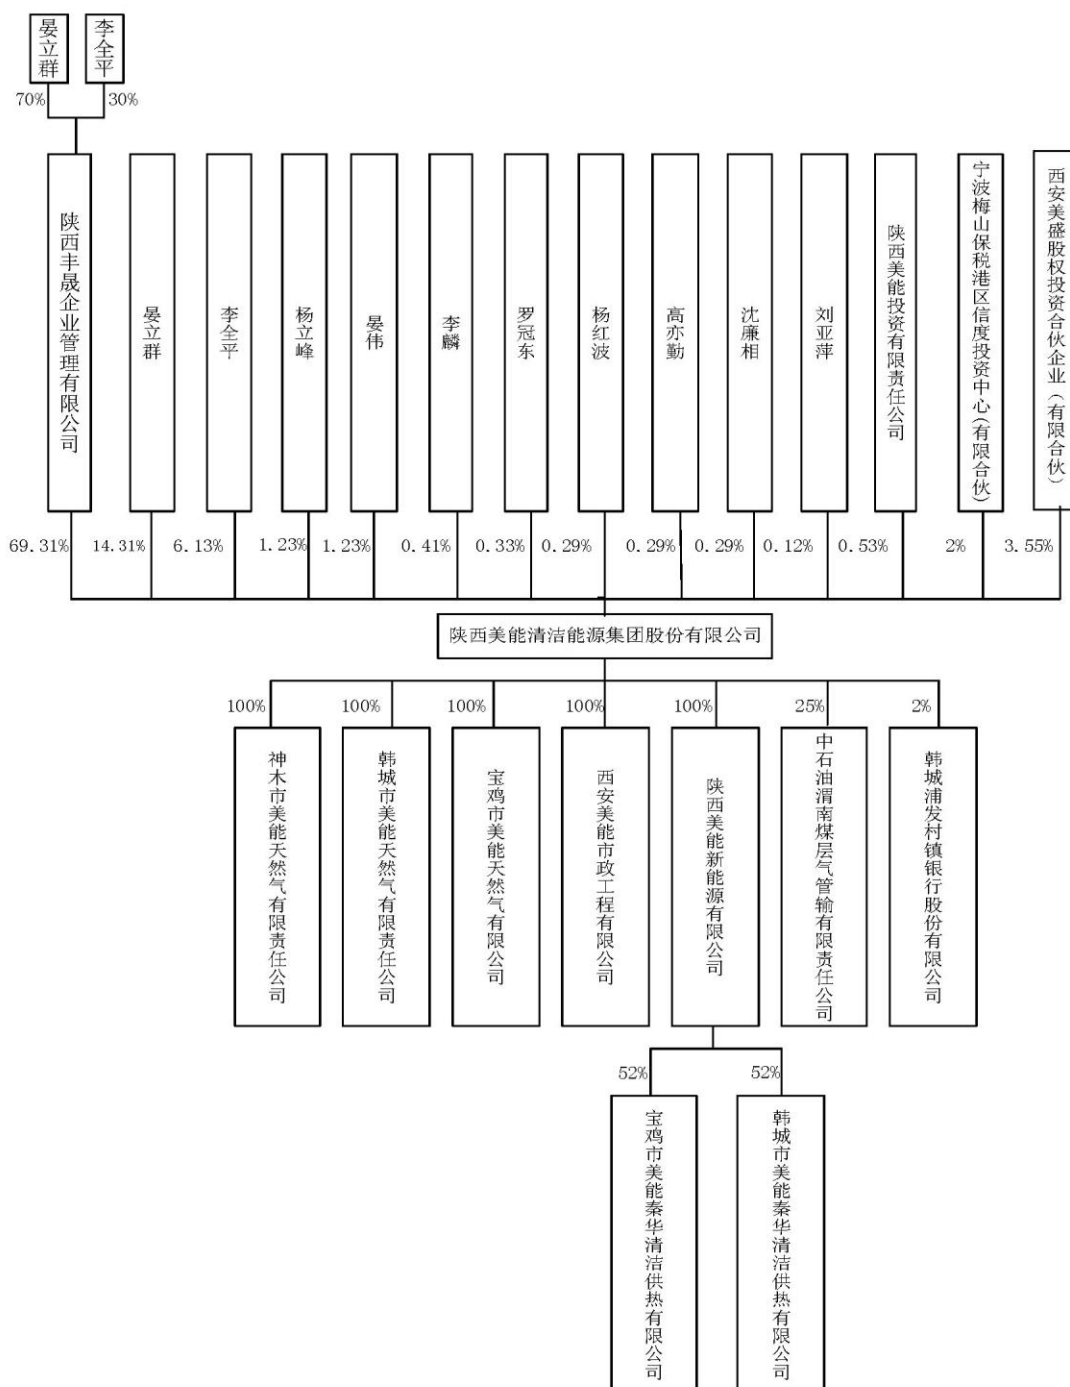 晏立群
李全平
70%
30%
陕西丰晟企业管理有限公司
晏立群
李全平
杨立峰
晏伟
李麟
罗冠东
杨红波
高亦勤
沈廉相
刘亚萍
陕西美能投资有限责任公司
宁波梅山保税港区信度投资中心(有限合伙)
西安美盛股权投资合伙企业（有限合伙）
69.31%
14.31%
6.13%
1.23%
1.23%
0.41%
0.33%
0.29%
0.29%
0.29%
0.12%
0.53%
2%
3.55%
陕西美能清洁能源集团股份有限公司
100%
100%
100%
100%
100%
25%
2%
神木市美能天然气有限责任公司
韩城市美能天然气有限责任公司
宝鸡市美能天然气有限公司
西安美能市政工程有限公司
陕西美能新能源有限公司
中石油渭南煤层气管输有限责任公司
韩城浦发村镇银行股份有限公司
52%
52%
宝鸡市美能秦华清洁供热有限公司
韩城市美能秦华清洁供热有限公司